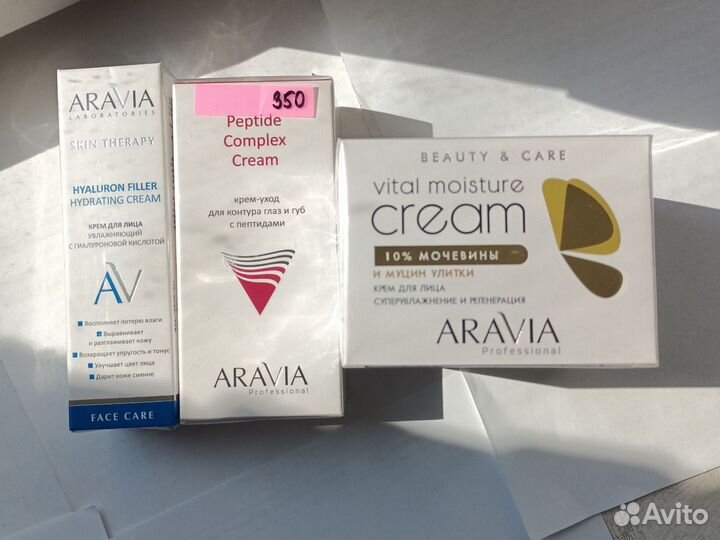 ARAVIA
LABORATORIES
SKIN THERAPY
HYALURON FILLER
HYDRATING CREAM
КРЕМ ДЛЯ ЛИЦА
УВЛАЖНЯЮЩИЙ
С ГИАЛУРОНОВОЙ КИСЛОТОЙ
AV
Восполняет потерю влаги
Выравнивает
и разглаживает кожу
Возвращает упругость и тонус
Улучшает цвет лица
Дарит коже сияние
FACE CARE
950
Peptide
Complex
Cream
крем-уход
для контура глаз и губ
с пептидами
ARAVIA
Professional
BEAUTY & CARE
vital moisture
cream
10% МОЧЕВИНЫ
И МУЦИН УЛИТКИ
КРЕМ ДЛЯ ЛИЦА
СУПЕРУВЛАЖНЕНИЕ И РЕГЕНЕРАЦИЯ
ARAVIA
Professional
Avito